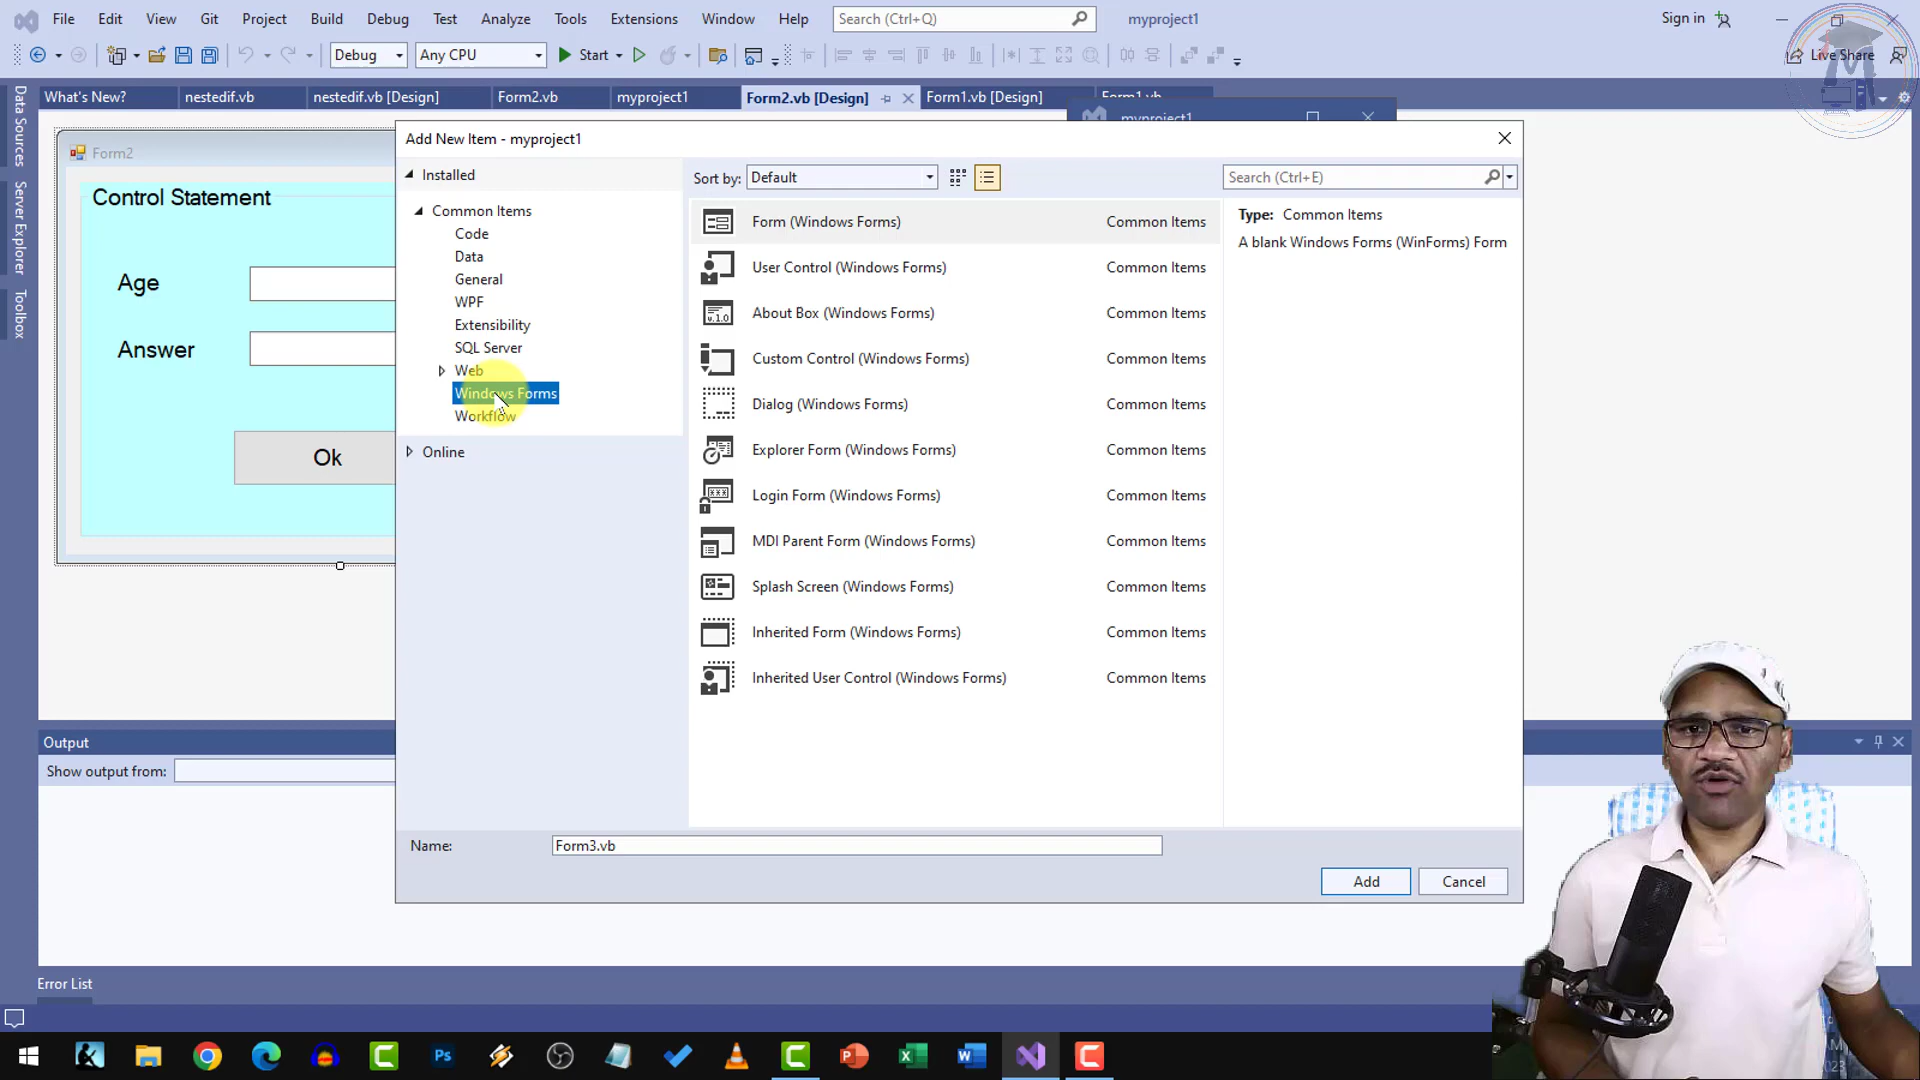 File Edit View Git Project Build Debug Test Analyze Tools Extensions Window Help Search (Ctrl+Q) myproject1 Sign in
Debug Any CPU Start Live Share
What's New? nestedif.vb nestedif.vb [Design] Form2.vb myproject1 Form2.vb [Design] Form1.vb [Design] Form1.vb
myproject1
Data Sources
Server Explorer
Toolbox
Form2
Control Statement
Age
Answer
Ok
Add New Item - myproject1
Installed
Common Items
Code
Data
General
WPF
Extensibility
SQL Server
Web
Windows Forms
Workflow
Online
Sort by: Default
Search (Ctrl+E)
Form (Windows Forms) Common Items
User Control (Windows Forms) Common Items
About Box (Windows Forms) Common Items
Custom Control (Windows Forms) Common Items
Dialog (Windows Forms) Common Items
Explorer Form (Windows Forms) Common Items
Login Form (Windows Forms) Common Items
MDI Parent Form (Windows Forms) Common Items
Splash Screen (Windows Forms) Common Items
Inherited Form (Windows Forms) Common Items
Inherited User Control (Windows Forms) Common Items
Type: Common Items
A blank Windows Forms (WinForms) Form
Name: Form3.vb
Add Cancel
Output
Show output from:
Error List